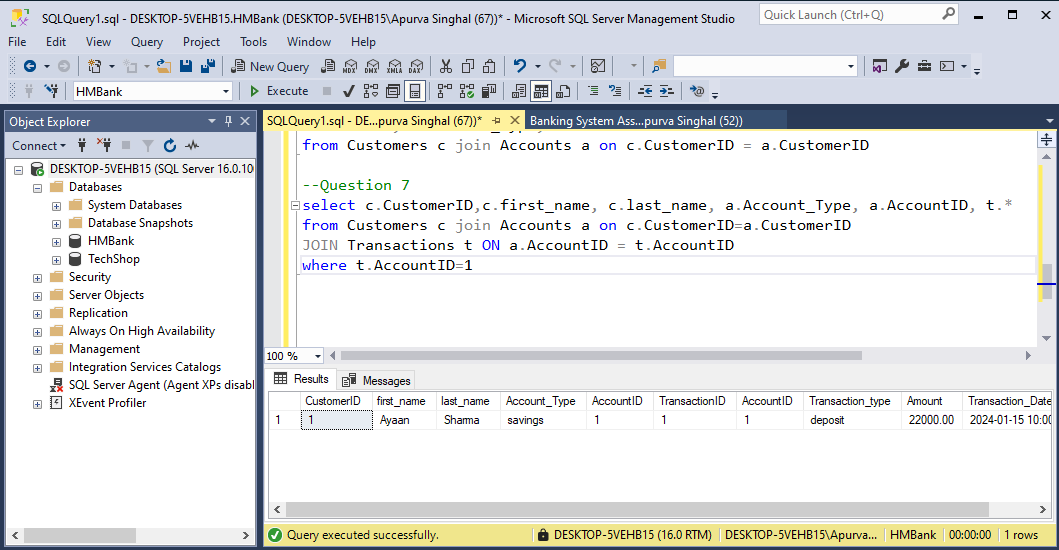 SQLQuery1.sql - DESKTOP-5VEHB15.HMBank (DESKTOP-5VEHB15\Apurva Singhal (67))* - Microsoft SQL Server Management Studio
Quick Launch (Ctrl+Q)
File Edit View Query Project Tools Window Help
New Query MDX DMX XMLA DAX
HMBank Execute
Object Explorer
Connect
DESKTOP-5VEHB15 (SQL Server 16.0.10
Databases
System Databases
Database Snapshots
HMBank
TechShop
Security
Server Objects
Replication
Always On High Availability
Management
Integration Services Catalogs
SQL Server Agent (Agent XPs disabl
XEvent Profiler
SQLQuery1.sql - DE...purva Singhal (67))* Banking System Ass...purva Singhal (52))
from Customers c join Accounts a on c.CustomerID = a.CustomerID
--Question 7
select c.CustomerID,c.first_name, c.last_name, a.Account_Type, a.AccountID, t.*
from Customers c join Accounts a on c.CustomerID=a.CustomerID
JOIN Transactions t ON a.AccountID = t.AccountID
where t.AccountID=1
100 %
Results Messages
CustomerID first_name last_name Account_Type AccountID TransactionID AccountID Transaction_type Amount Transaction_Date
1 1 Ayaan Sharma savings 1 1 1 deposit 22000.00 2024-01-15 10:00
Query executed successfully. DESKTOP-5VEHB15 (16.0 RTM) DESKTOP-5VEHB15\Apurva... HMBank 00:00:00 1 rows